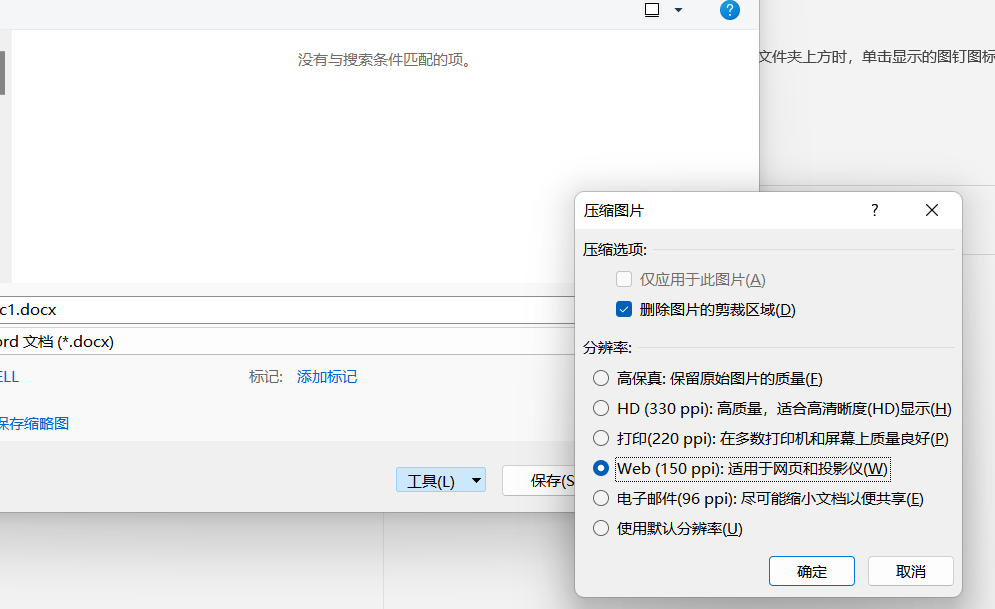 ?
没有与搜索条件匹配的项。
文件夹上方时，单击显示的图钉图标
压缩图片
?
压缩选项:
仅应用于此图片(A)
删除图片的剪裁区域(D)
c1.docx
ord 文档 (*.docx)
分辨率:
ELL
标记: 添加标记
高保真: 保留原始图片的质量(F)
HD (330 ppi): 高质量，适合高清晰度(HD)显示(H)
保存缩略图
打印(220 ppi): 在多数打印机和屏幕上质量良好(P)
Web (150 ppi): 适用于网页和投影仪(W)
工具(L)
保存(S
电子邮件(96 ppi): 尽可能缩小文档以便共享(E)
使用默认分辨率(U)
确定
取消